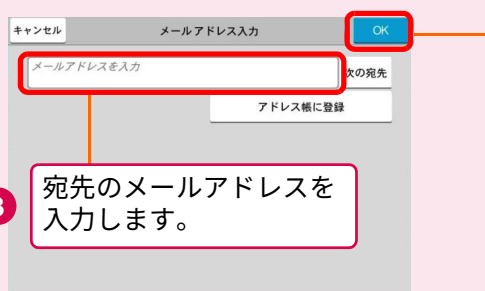 キャンセル メールアドレス入力 OK
メールアドレスを入力 次の宛先
アドレス帳に登録
宛先のメールアドレスを
入力します。